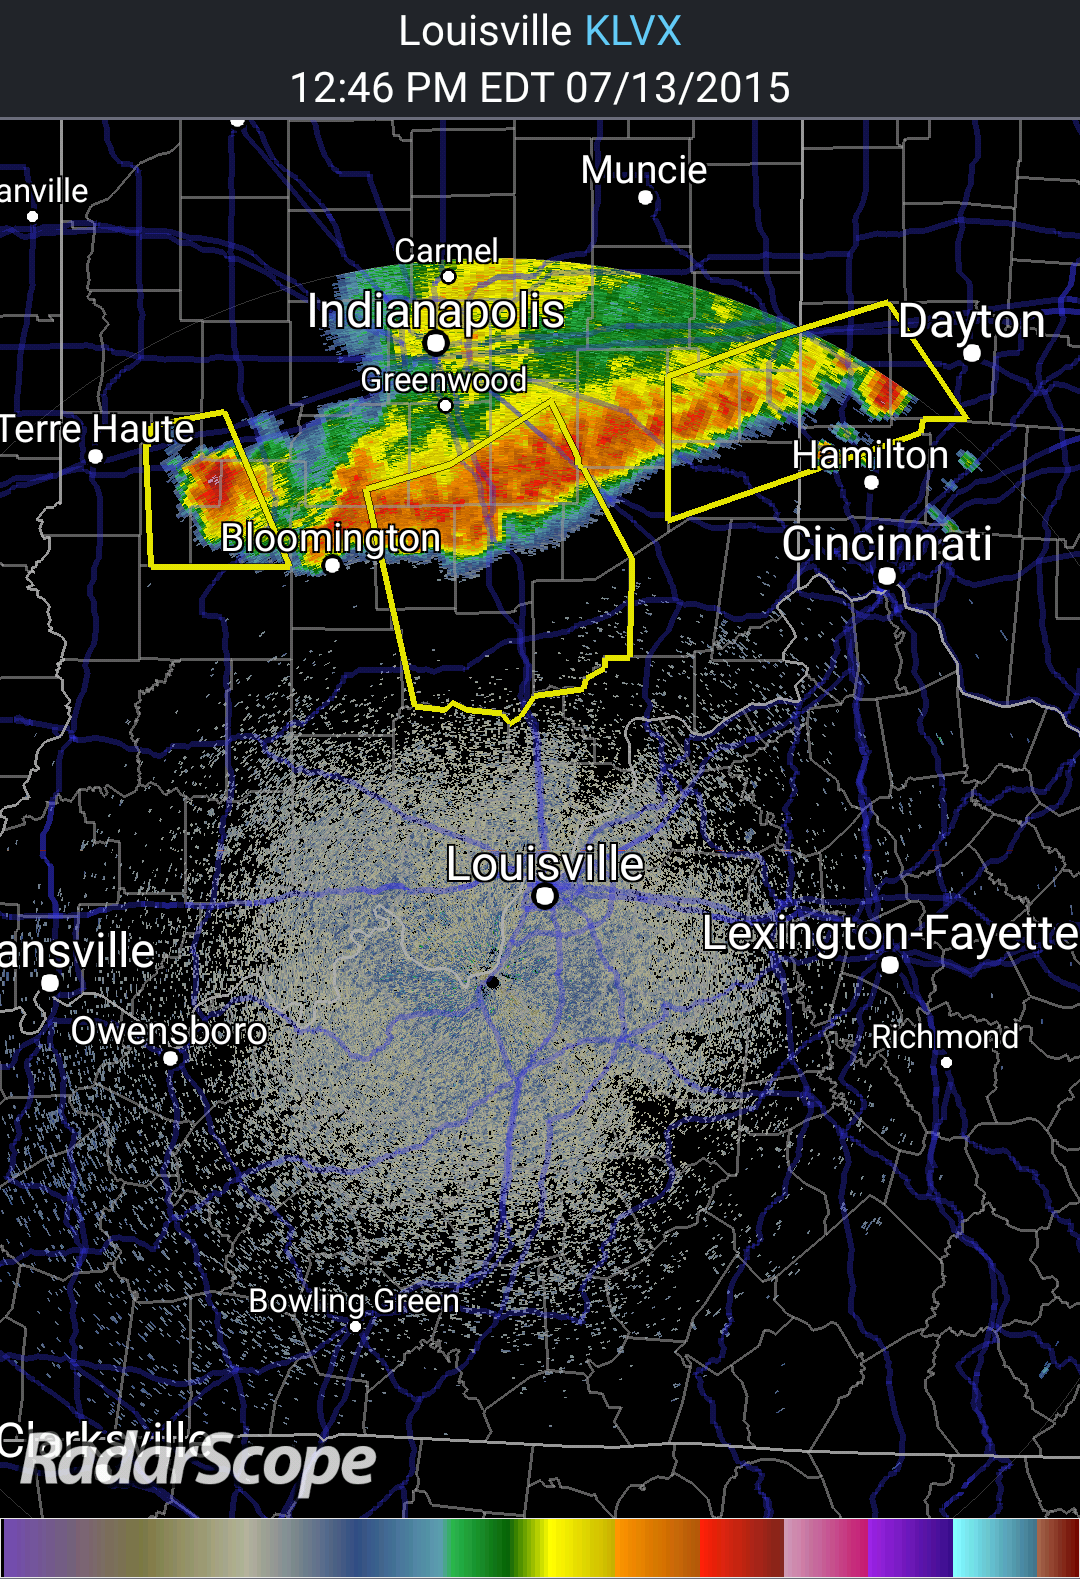 Louisville KLVX
12:46 PM EDT 07/13/2015
Muncie
anville
Carmel
Indianapolis
Dayton
Greenwood
Terre Haute
Hamilton
Bloomington
Cincinnati
Louisville
Lexington-Fayette
ansville
Owensboro
Richmond
Bowling Green
Clarksville
RadarScope